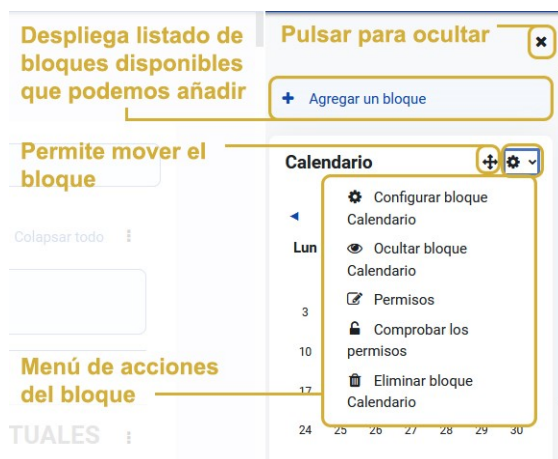 Despliega listado de
bloques disponibles
que podemos añadir
Pulsar para ocultar
Agregar un bloque
Permite mover el
bloque
Calendario
Colapsar todo
Configurar bloque
Calendario
Lun
Ocultar bloque
Calendario
Permisos
3
Comprobar los
permisos
10
Menú de acciones
del bloque
Eliminar bloque
Calendario
17
TUALES
24 25 26 27 28 29 30